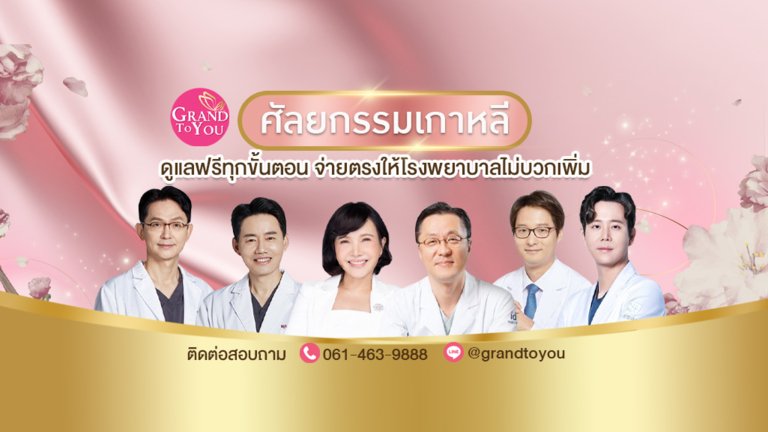 GRAND
TO YOU
ศัลยกรรมเกาหลี
ดูแลฟรีทุกขั้นตอน จ่ายตรงให้โรงพยาบาลไม่บวกเพิ่ม
id
ติดต่อสอบถาม 061-463-9888 LINE @grandtoyou